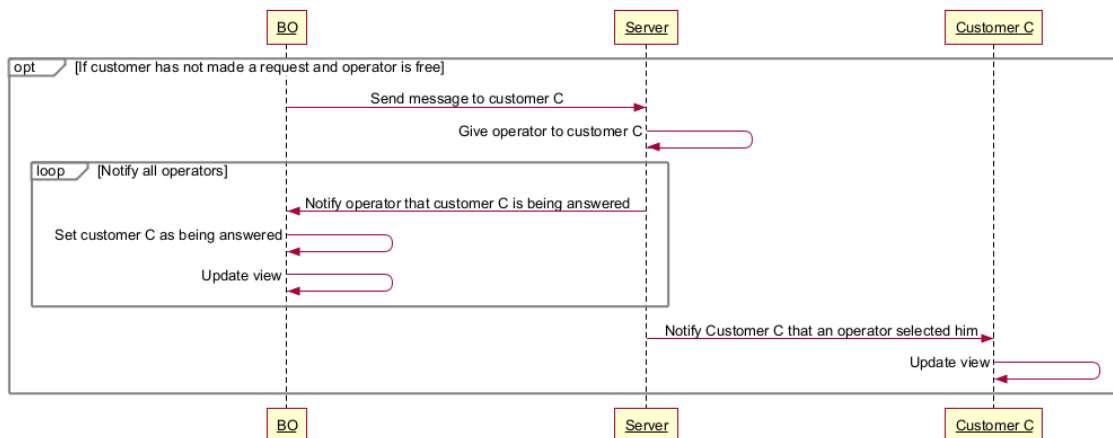 BO Server Customer C
opt [If customer has not made a request and operator is free]
Send message to customer C
Give operator to customer C
loop [Notify all operators]
Notify operator that customer C is being answered
Set customer C as being answered
Update view
Notify Customer C that an operator selected him
Update view
BO Server Customer C